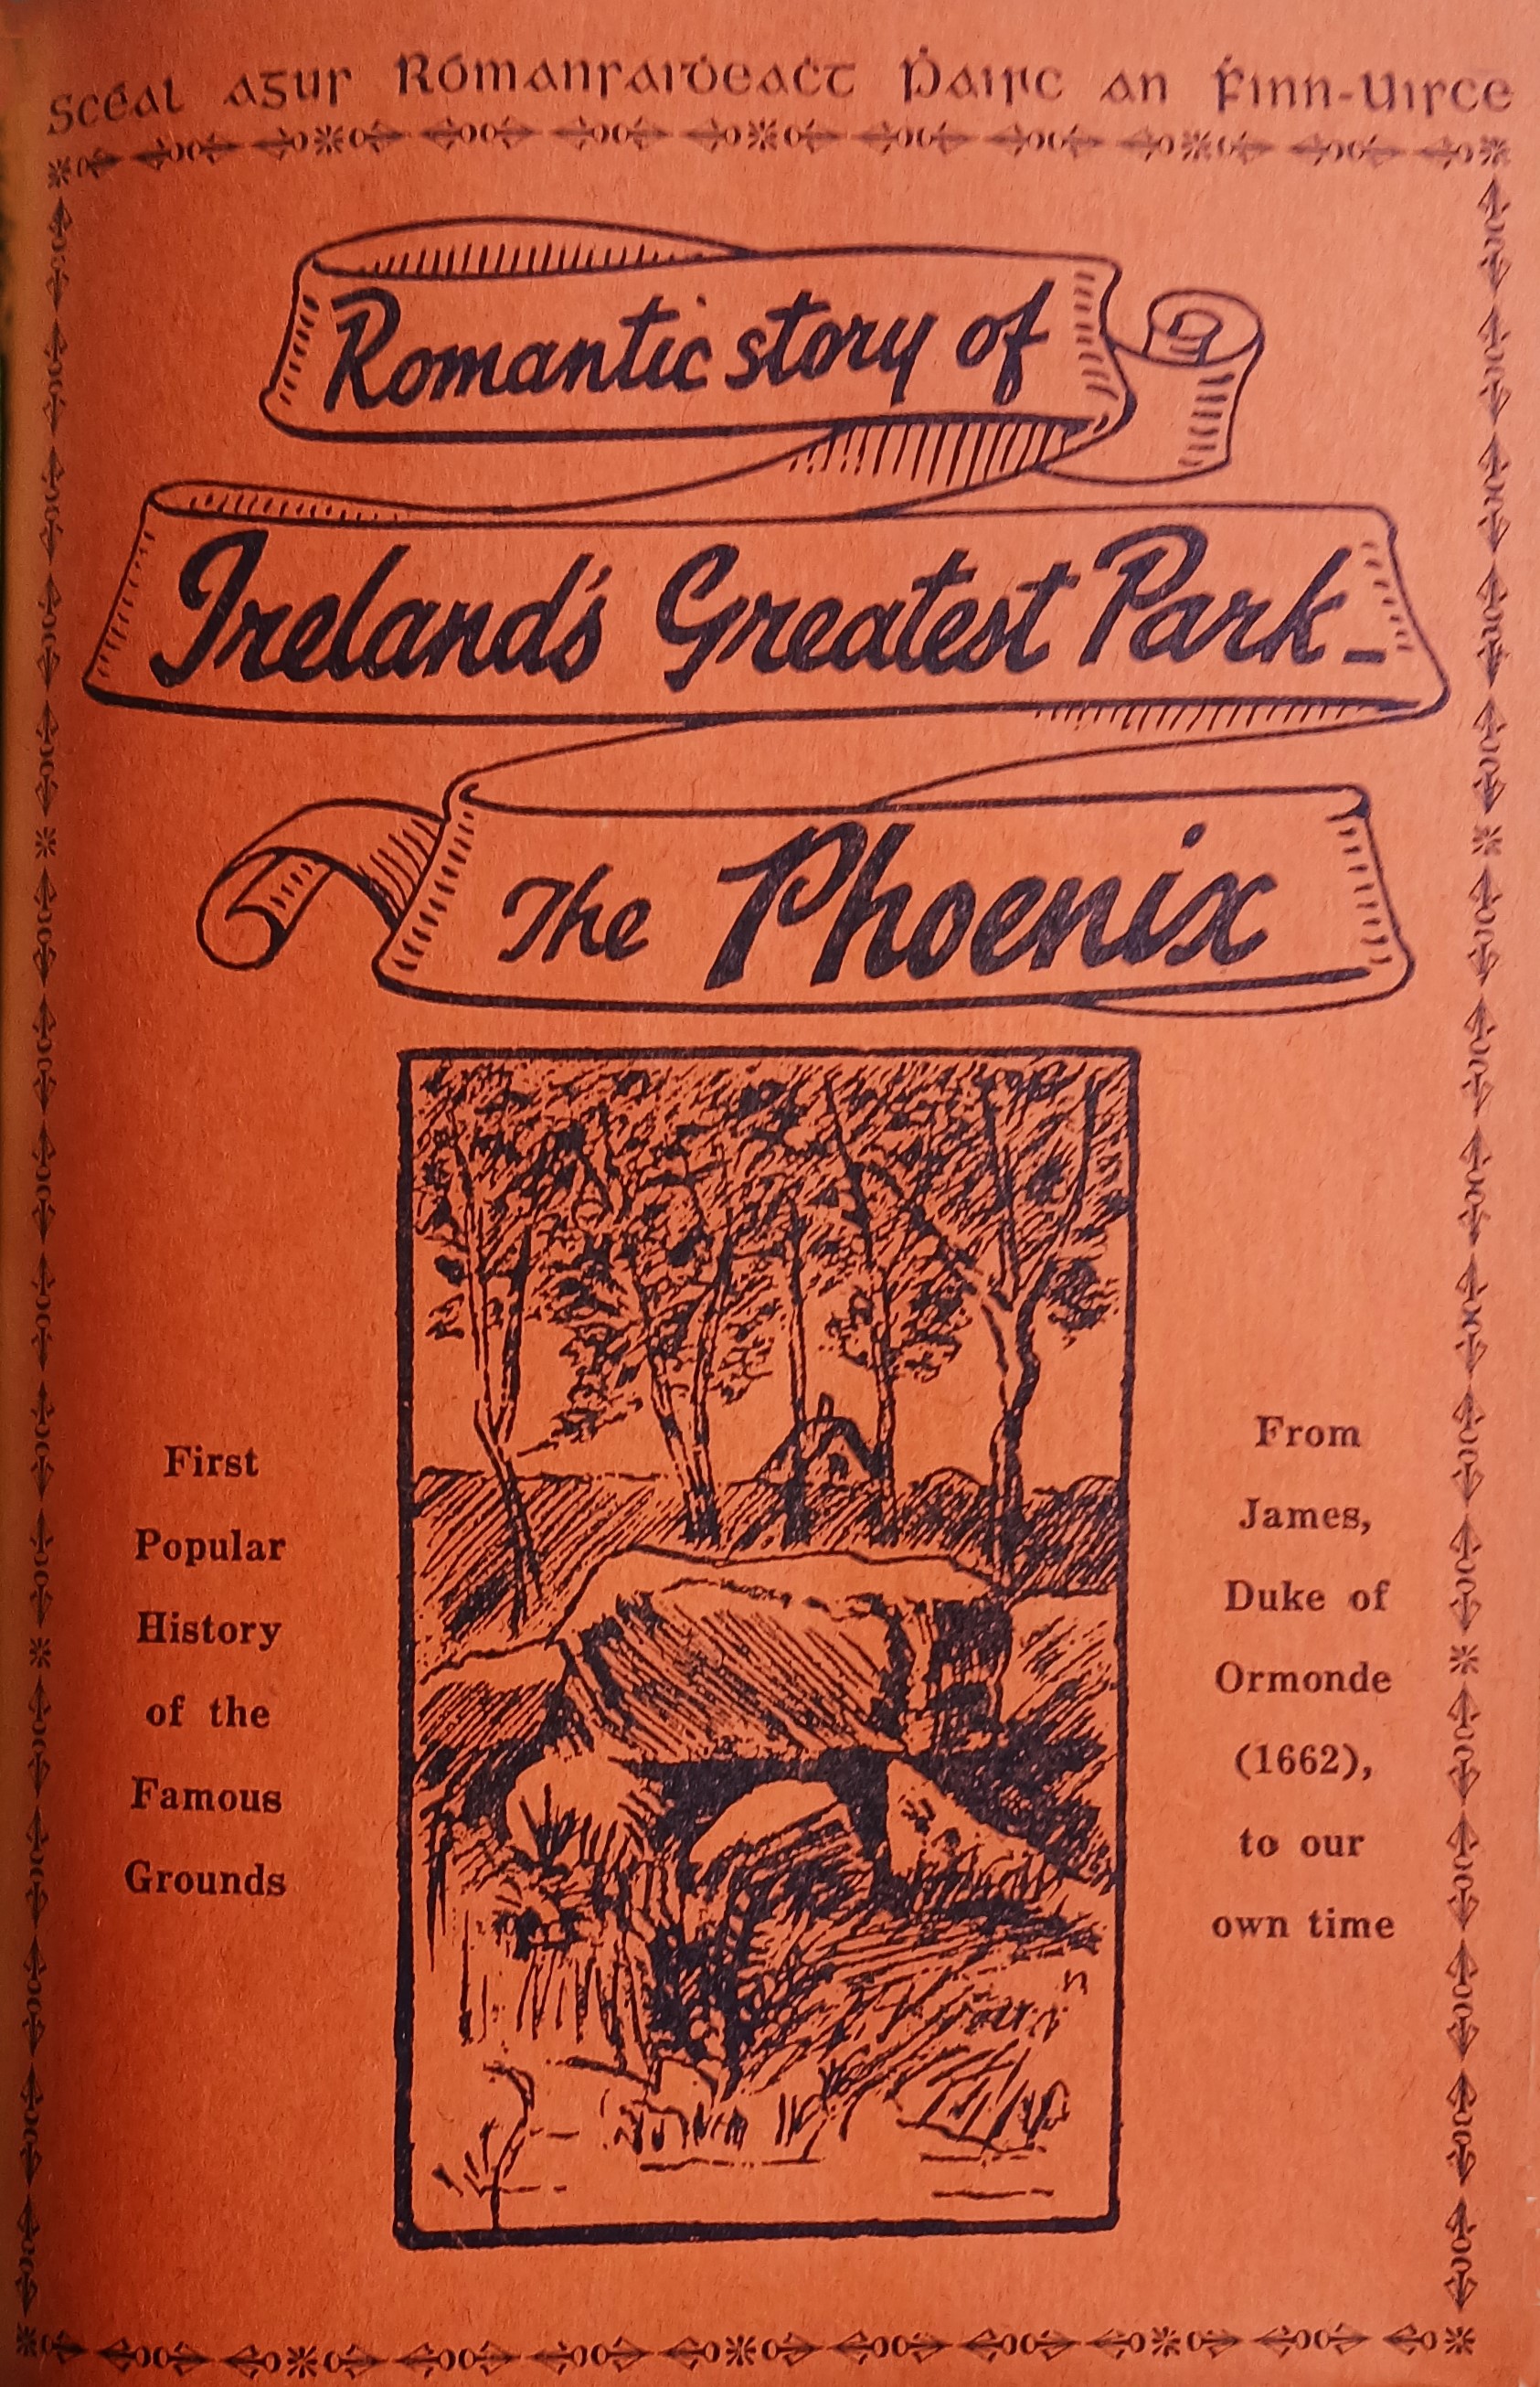 Scéal agus Rómansaiḋeaċt Ṗairc an Ḟinn-Uisce
Romantic story of
Ireland's Greatest Park –
The Phoenix
First
Popular
History
of the
Famous
Grounds
From
James,
Duke of
Ormonde
(1662),
to our
own time